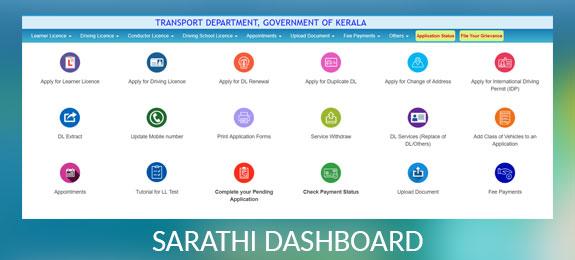 TRANSPORT DEPARTMENT, GOVERNMENT OF KERALA
Learner Licence Driving Licence Conductor Licence Driving School Licence Appointments Upload Document Fee Payments Others Application Status File Your Grievance
Apply for Learner Licence Apply for Driving Licence Apply for DL Renewal Apply for Duplicate DL Apply for Change of Address Apply for International Driving
Permit (IDP)
DL Extract Update Mobile number Print Application Forms Service Withdraw DL Services (Replace of Add Class of Vehicles to an
DL/Others) Application
Appointments Tutorial for LL Test Complete your Pending Check Payment Status Upload Document Fee Payments
Application
SARATHI DASHBOARD